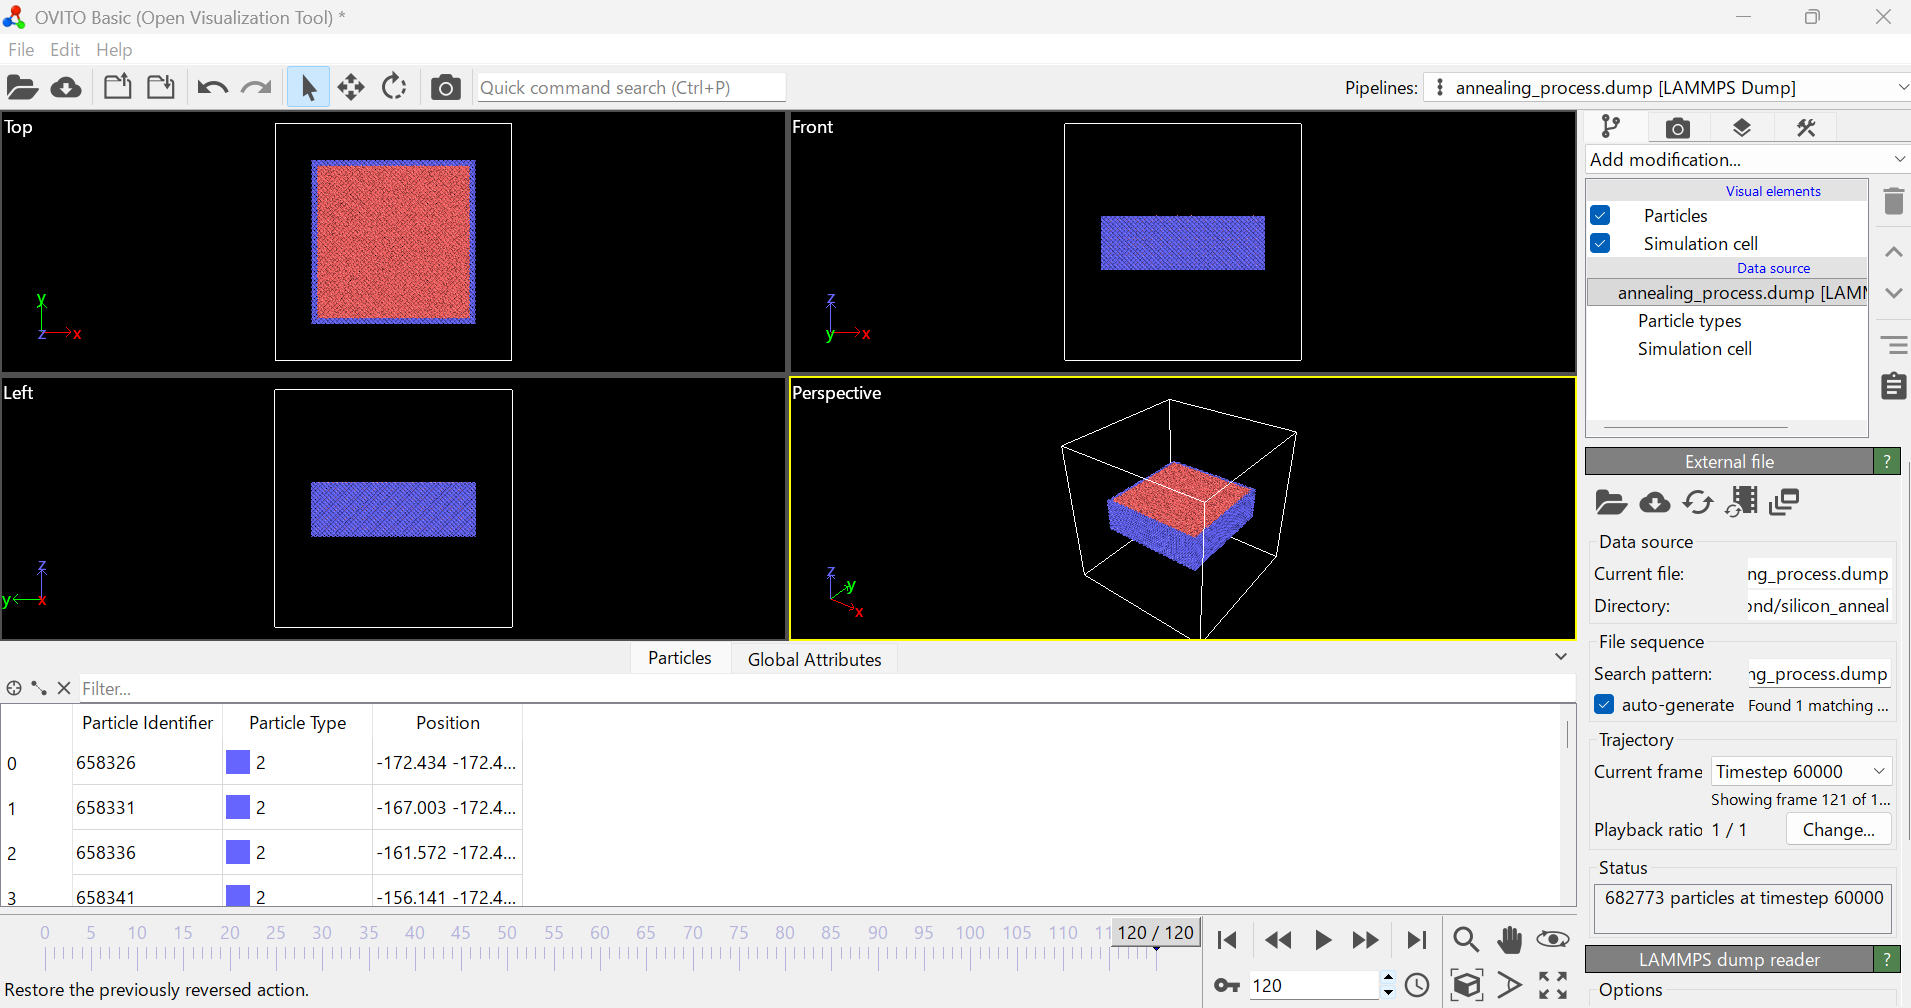 OVITO Basic (Open Visualization Tool) *
File Edit Help
Quick command search (Ctrl+P)
Pipelines: annealing_process.dump [LAMMPS Dump]
Top
y
z x
Front
z
y x
Left
z
y x
Perspective
z y
x
Add modification...
Visual elements
Particles
Simulation cell
Data source
annealing_process.dump [LAMM
Particle types
Simulation cell
External file ?
Data source
Current file: ng_process.dump
Directory: ond/silicon_anneal
File sequence
Search pattern: ng_process.dump
auto-generate Found 1 matching ...
Trajectory
Current frame Timestep 60000
Showing frame 121 of 1...
Playback ratio 1 / 1 Change...
Status
682773 particles at timestep 60000
LAMMPS dump reader ?
Options
Particles Global Attributes
Filter...
Particle Identifier Particle Type Position
0 658326 2 -172.434 -172.4...
1 658331 2 -167.003 -172.4...
2 658336 2 -161.572 -172.4...
3 658341 2 -156.141 -172.4...
0 5 10 15 20 25 30 35 40 45 50 55 60 65 70 75 80 85 90 95 100 105 110 11 120 / 120
120
Restore the previously reversed action.